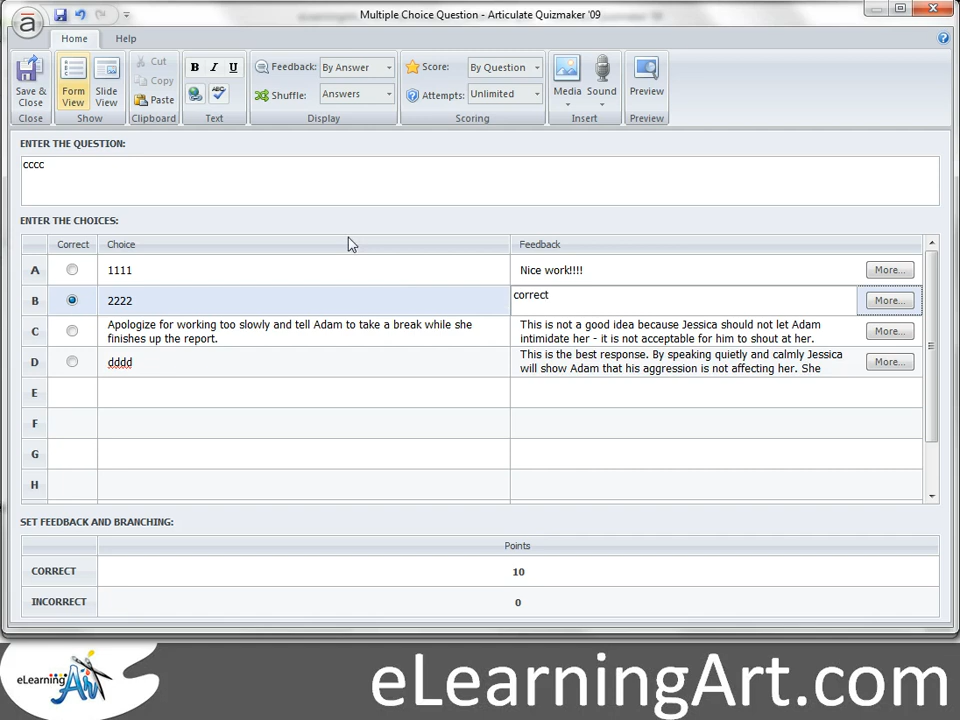 Multiple Choice Question - Articulate Quizmaker '09
Home
Help
Save & Close
Form View
Slide View
Cut
Copy
Paste
B I U
ABC
Feedback: By Answer
Shuffle: Answers
Score: By Question
Attempts: Unlimited
Media
Sound
Preview
Close
Show
Clipboard
Text
Display
Scoring
Insert
Preview
ENTER THE QUESTION:
cccc
ENTER THE CHOICES:
Correct Choice Feedback
A 1111 Nice work!!!! More...
B 2222 correct More...
C Apologize for working too slowly and tell Adam to take a break while she
finishes up the report.
This is not a good idea because Jessica should not let Adam
intimidate her - it is not acceptable for him to shout at her.
More...
D dddd
This is the best response. By speaking quietly and calmly Jessica
will show Adam that his aggression is not affecting her. She
More...
E
F
G
H
SET FEEDBACK AND BRANCHING:
Points
CORRECT 10
INCORRECT 0
eLearning Art
eLearningArt.com